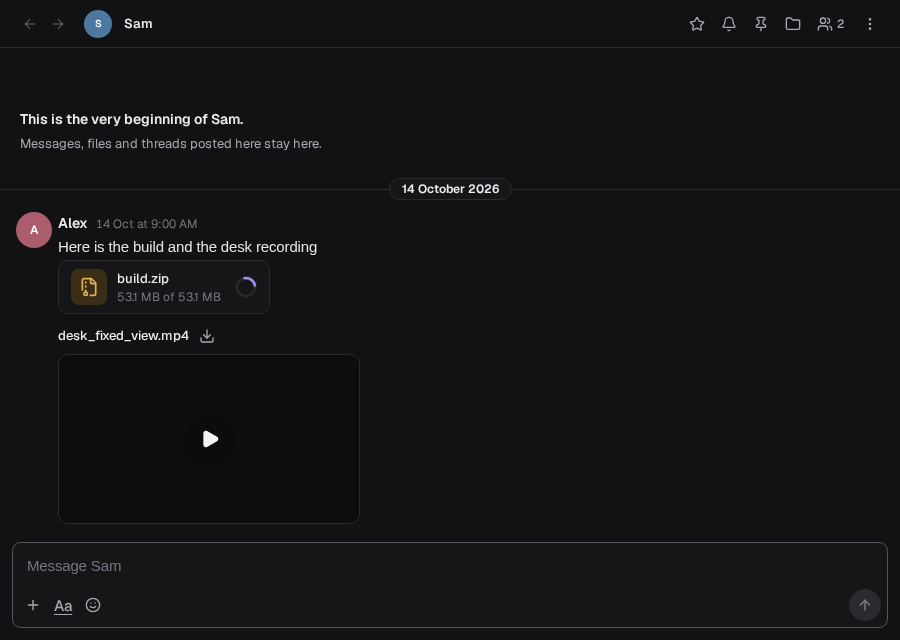 S
Sam
2
This is the very beginning of Sam.
Messages, files and threads posted here stay here.
14 October 2026
A
Alex 14 Oct at 9:00 AM
Here is the build and the desk recording
build.zip
53.1 MB of 53.1 MB
desk_fixed_view.mp4
Message Sam
Aa